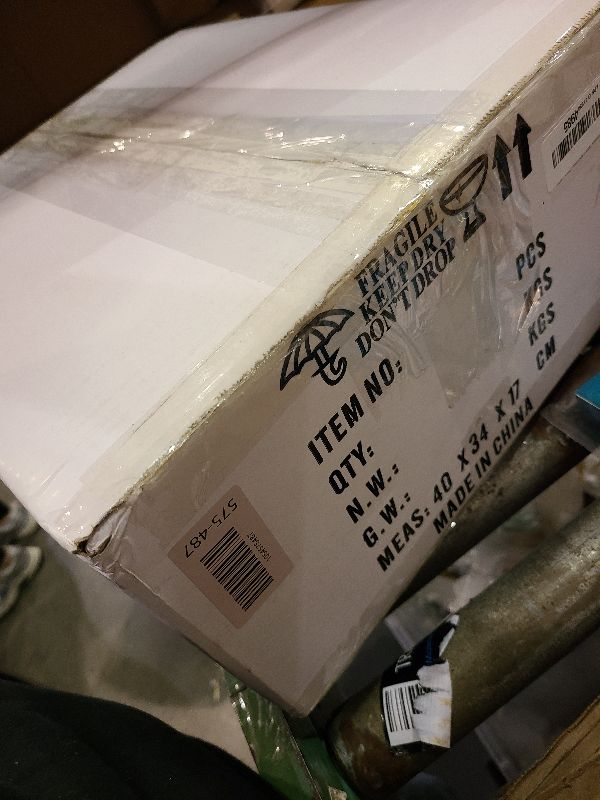 FRAGILE
KEEP DRY
DON'T DROP
ITEM NO:
QTY: PCS
N.W.: KGS
G.W.: KGS
MEAS: 40 X 34 X 17 CM
MADE IN CHINA
575-487